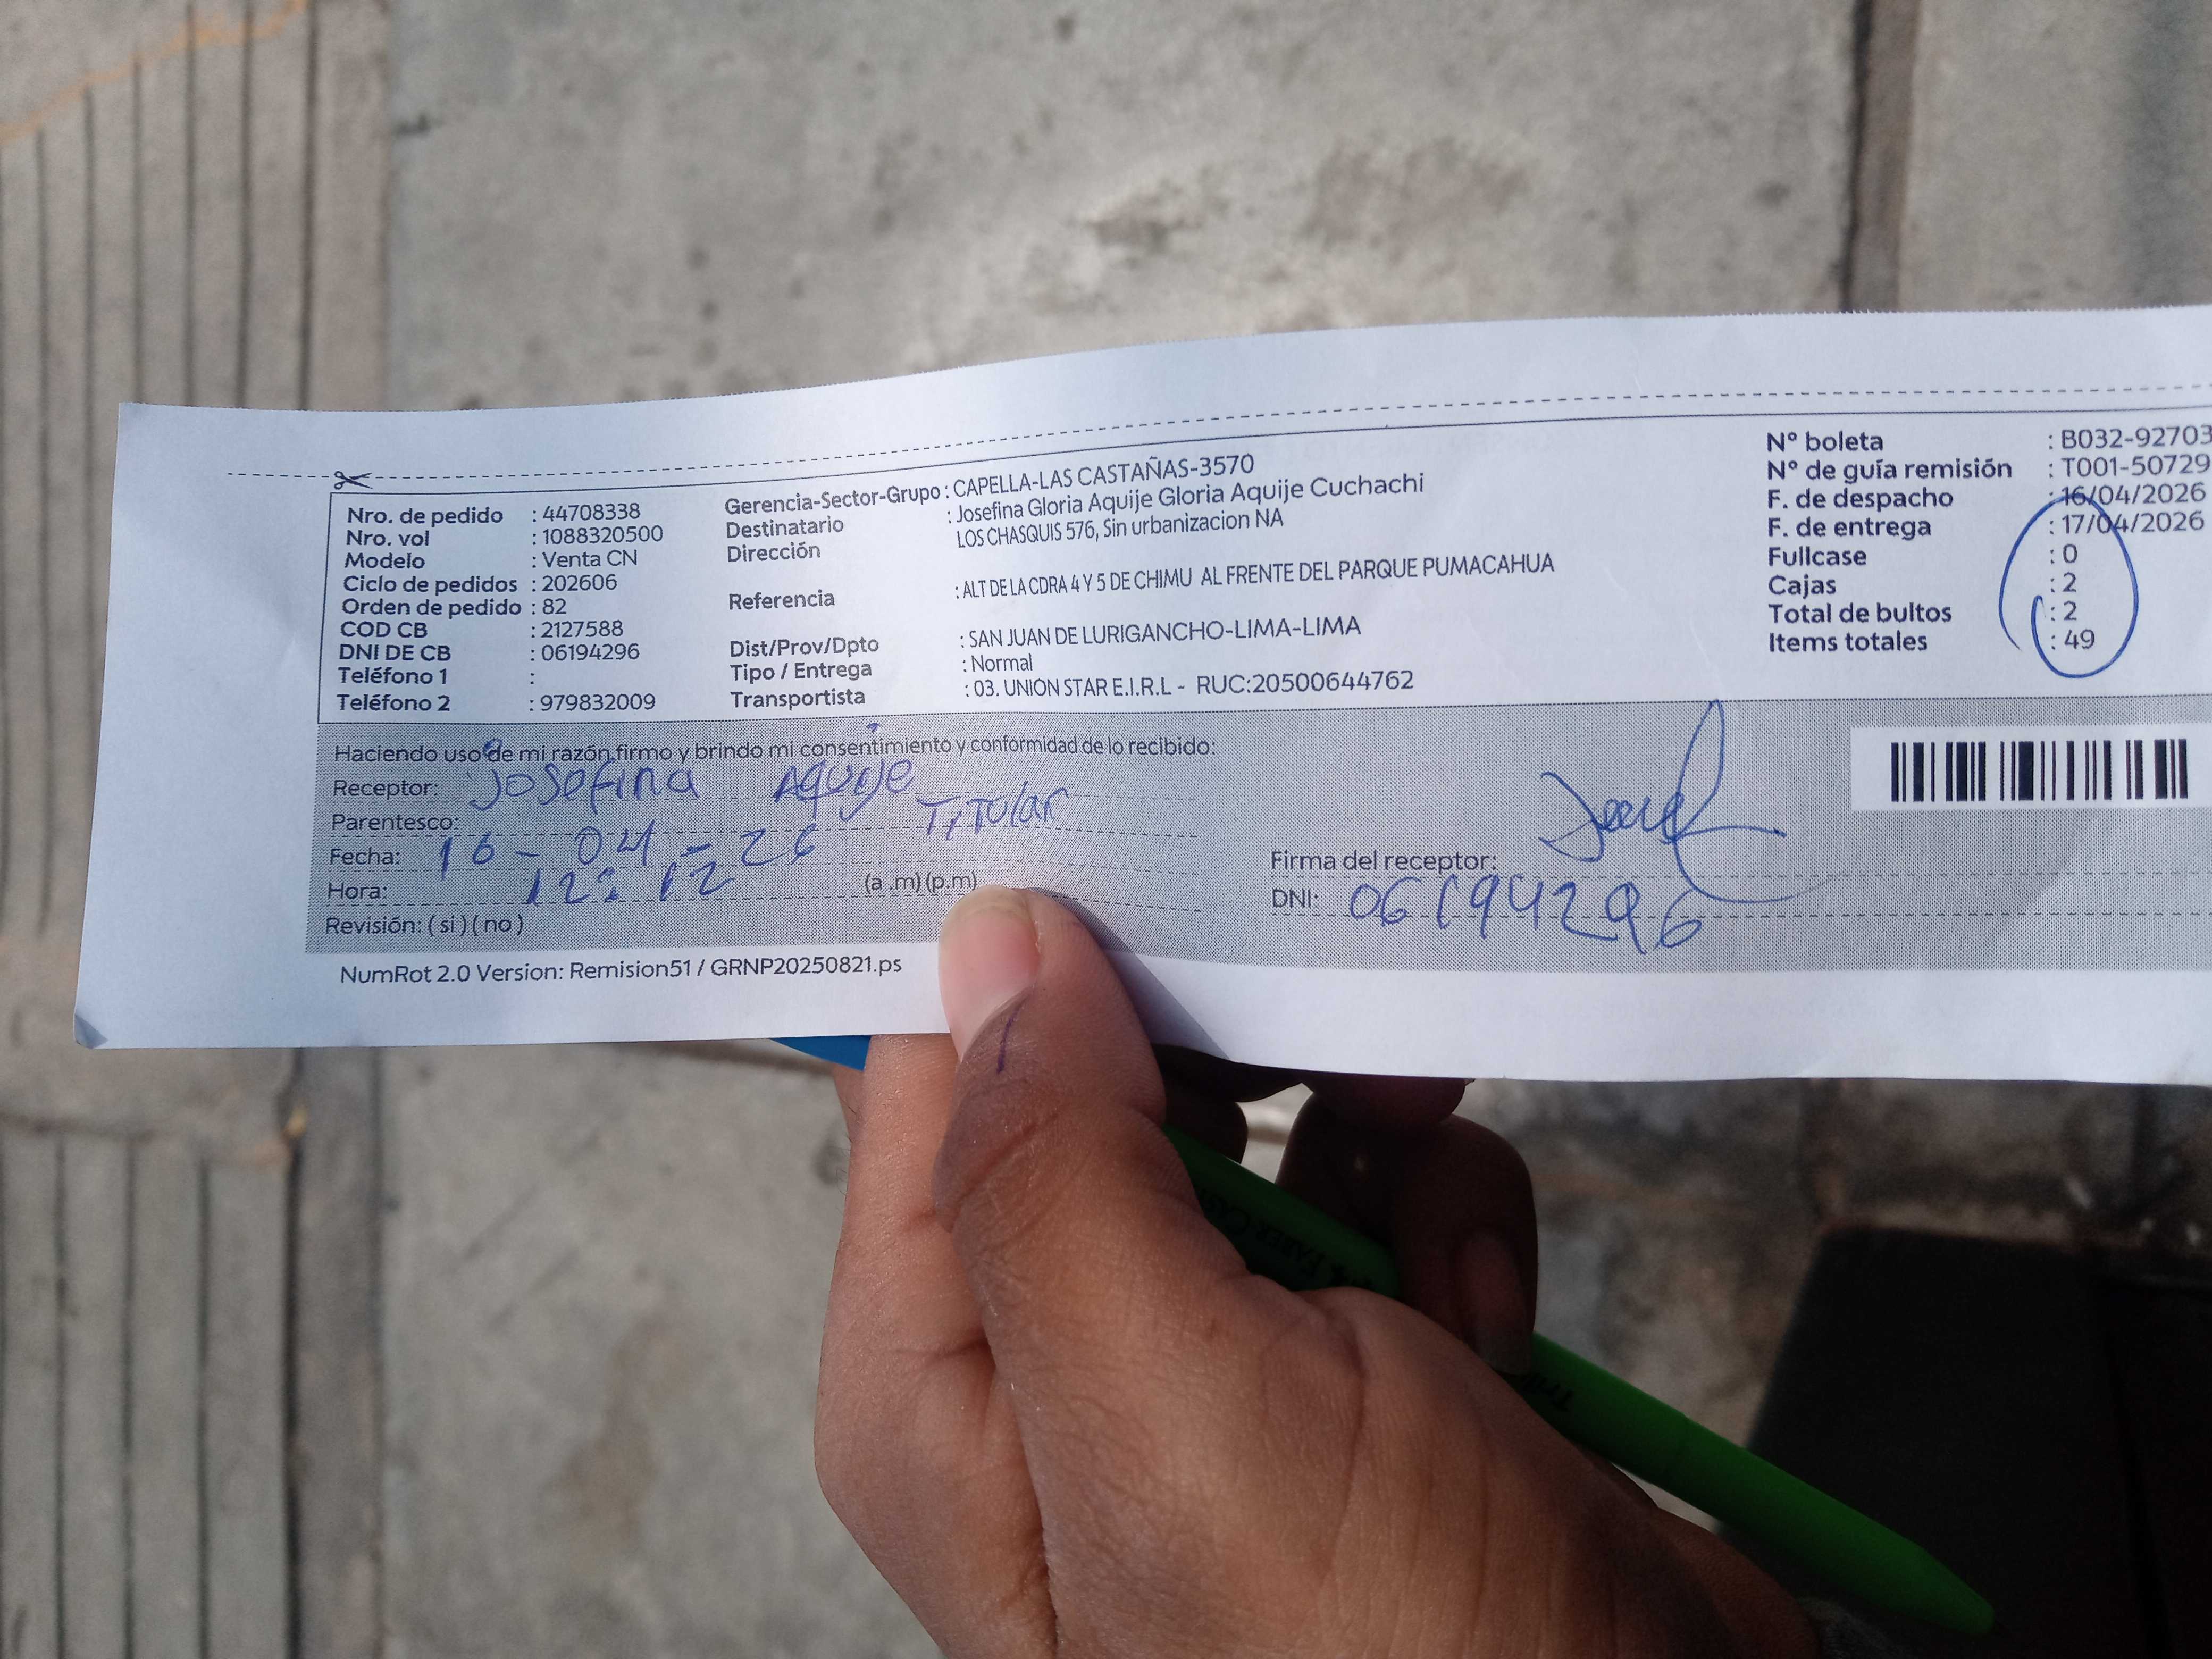 Nro. de pedido : 44708338
Nro. vol : 1088320500
Modelo : Venta CN
Ciclo de pedidos : 202606
Orden de pedido : 82
COD CB : 2127588
DNI DE CB : 06194296
Teléfono 1 :
Teléfono 2 : 979832009
Gerencia-Sector-Grupo : CAPELLA-LAS CASTAÑAS-3570
Destinatario : Josefina Gloria Aquije Gloria Aquije Cuchachi
Dirección LOS CHASQUIS 576, Sin urbanizacion NA
Referencia : ALT DE LA CDRA 4 Y 5 DE CHIMU AL FRENTE DEL PARQUE PUMACAHUA
Dist/Prov/Dpto : SAN JUAN DE LURIGANCHO-LIMA-LIMA
Tipo / Entrega : Normal
Transportista : 03. UNION STAR E.I.R.L - RUC:20500644762
Nº boleta : B032-92703
Nº de guía remisión : T001-50729
F. de despacho : 16/04/2026
F. de entrega : 17/04/2026
Fullcase : 0
Cajas : 2
Total de bultos : 2
Items totales : 49
Haciendo uso de mi razón firmo y brindo mi consentimiento y conformidad de lo recibido:
Receptor: Josefina Aquije
Parentesco: Titular
Fecha: 16-04-26
Hora: 12:12 (a .m) (p.m)
Revisión: ( si ) ( no )
Firma del receptor:
DNI: 06194296
NumRot 2.0 Version: Remision51 / GRNP20250821.ps